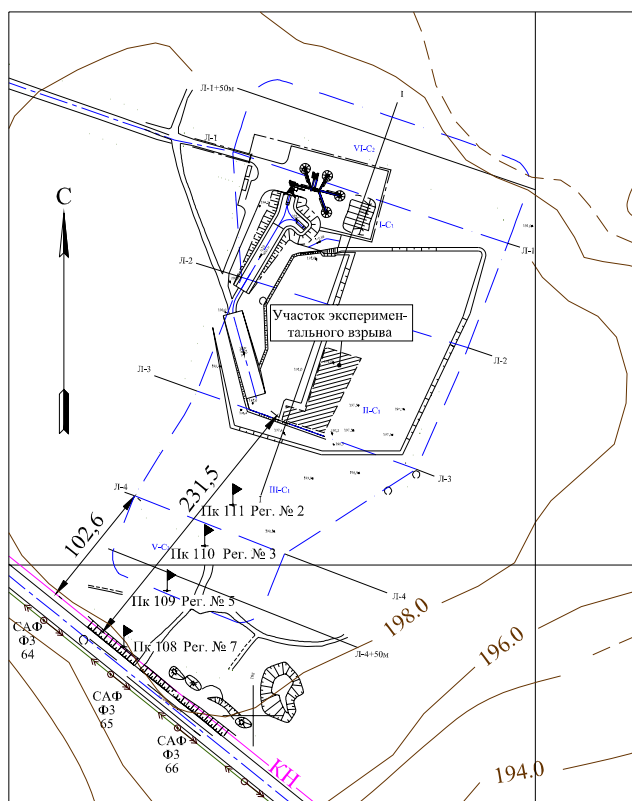 Л-1+50м
I
Л-1
VI-С₂
С
I-С₁
Л-1
Л-2
Участок эксперимен-
тального взрыва
Л-2
Л-3
II-С₁
Л-3
231,5
Л-4
III-С₁
I
Пк 111 Рег. № 2
102,6
Пк 110 Рег. № 3
Пк 109 Рег. № 5
Л-4
198.0
САФ
Ф3
64
Пк 108 Рег. № 7
Л-4+50м
196.0
САФ
Ф3
65
САФ
Ф3
66
КН
194.0